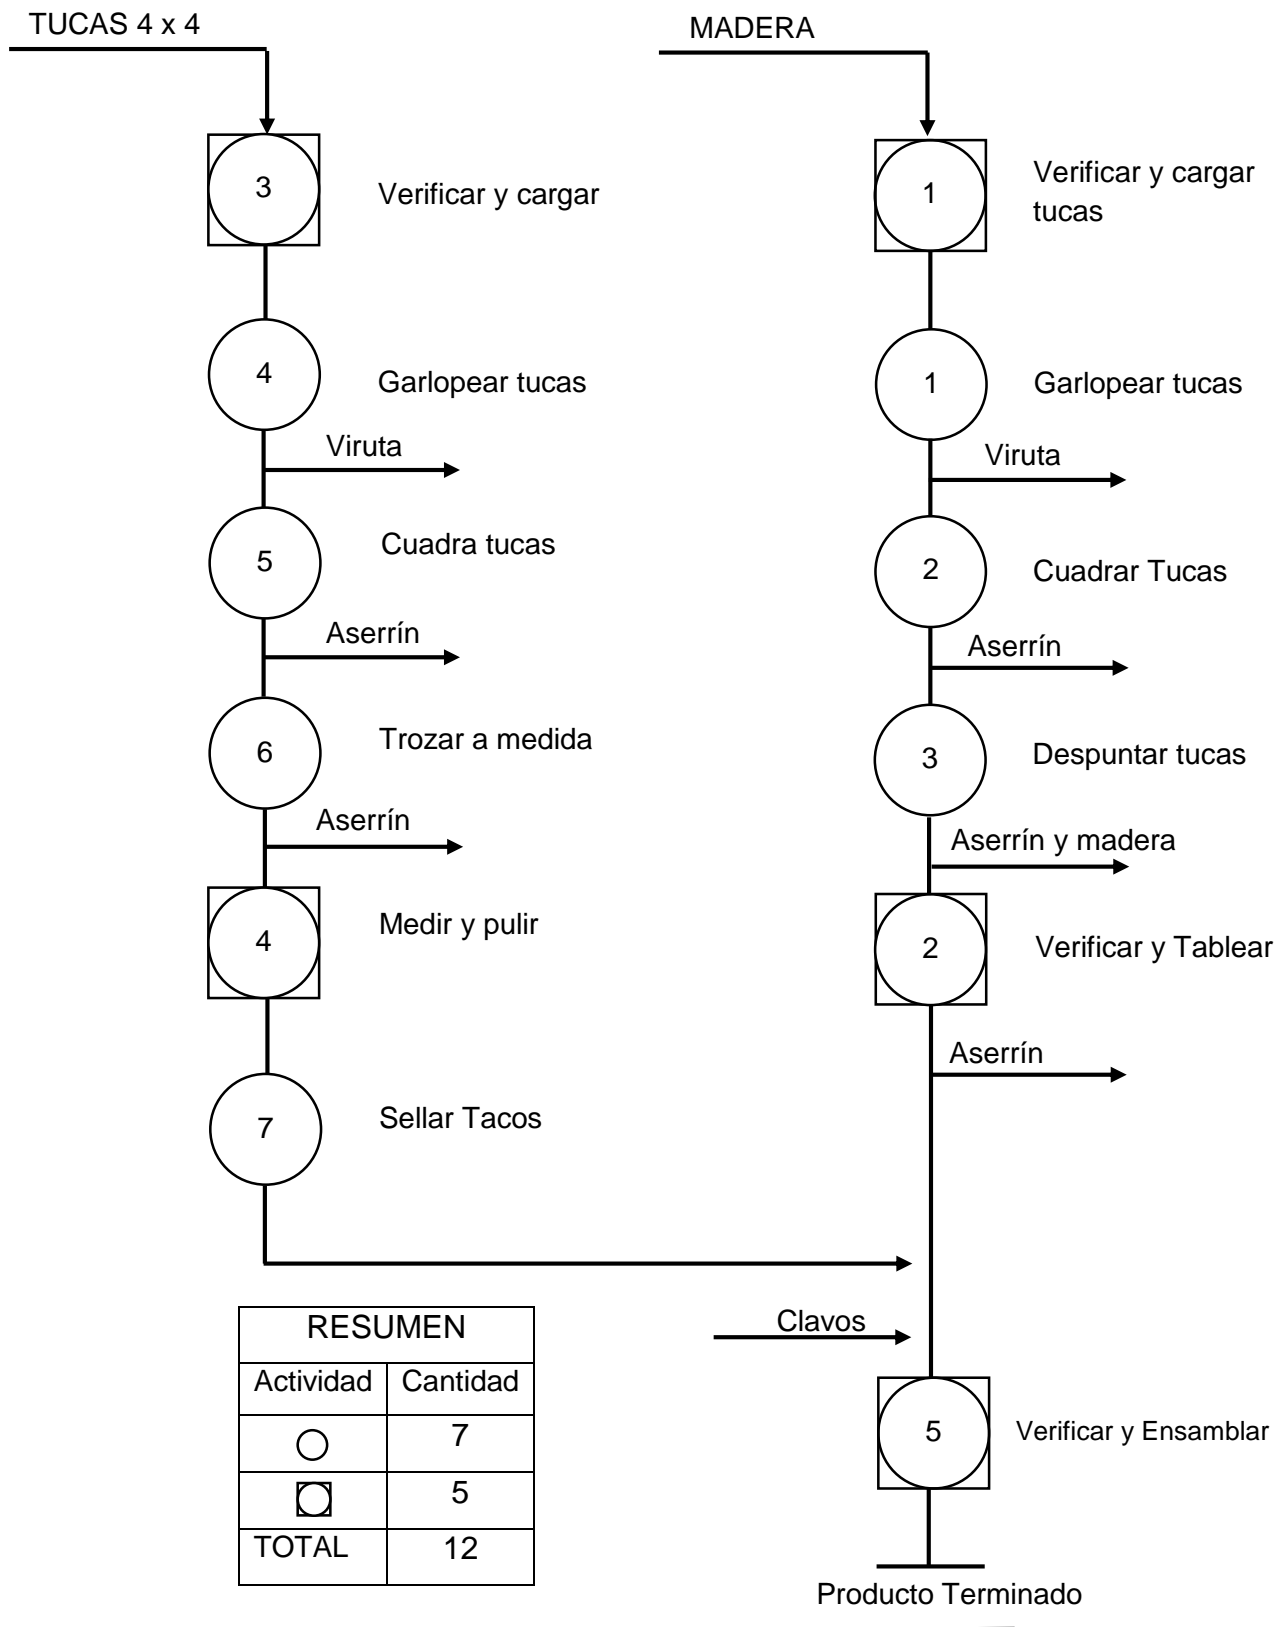 TUCAS 4 x 4
MADERA
3
Verificar y cargar
1
Verificar y cargar
tucas
4
Garlopear tucas
1
Garlopear tucas
Viruta
Viruta
5
Cuadra tucas
2
Cuadrar Tucas
Aserrín
Aserrín
6
Trozar a medida
3
Despuntar tucas
Aserrín
Aserrín y madera
4
Medir y pulir
2
Verificar y Tablear
Aserrín
7
Sellar Tacos
Clavos
RESUMEN
Actividad Cantidad
7
5
TOTAL 12
5
Verificar y Ensamblar
Producto Terminado